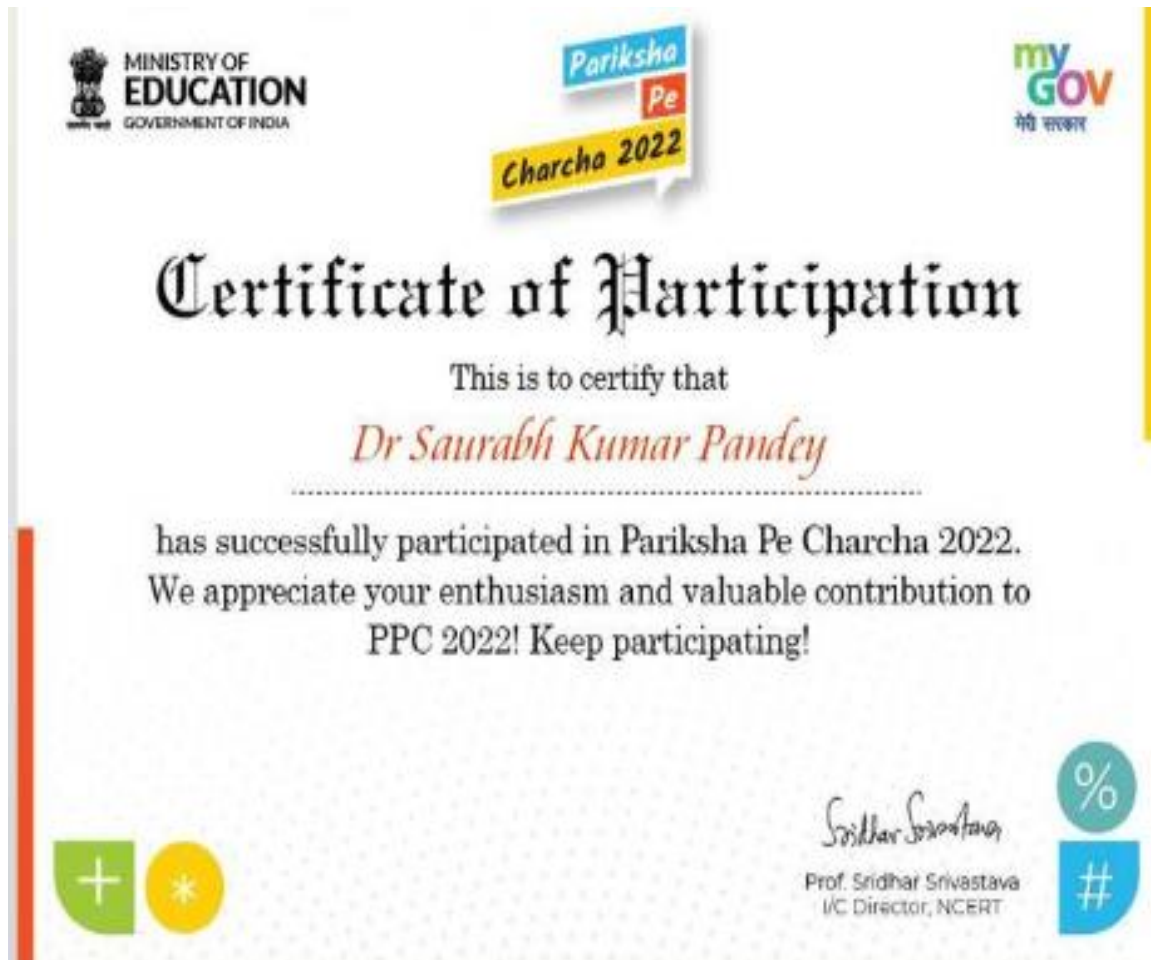 MINISTRY OF
EDUCATION
GOVERNMENT OF INDIA
Pariksha
Pe
Charcha 2022
my
GOV
मेरी सरकार
Certificate of Participation
This is to certify that
Dr Saurabh Kumar Pandey
has successfully participated in Pariksha Pe Charcha 2022.
We appreciate your enthusiasm and valuable contribution to
PPC 2022! Keep participating!
Sridhar Srivastava
Prof. Sridhar Srivastava
I/C Director, NCERT
+
*
%
#